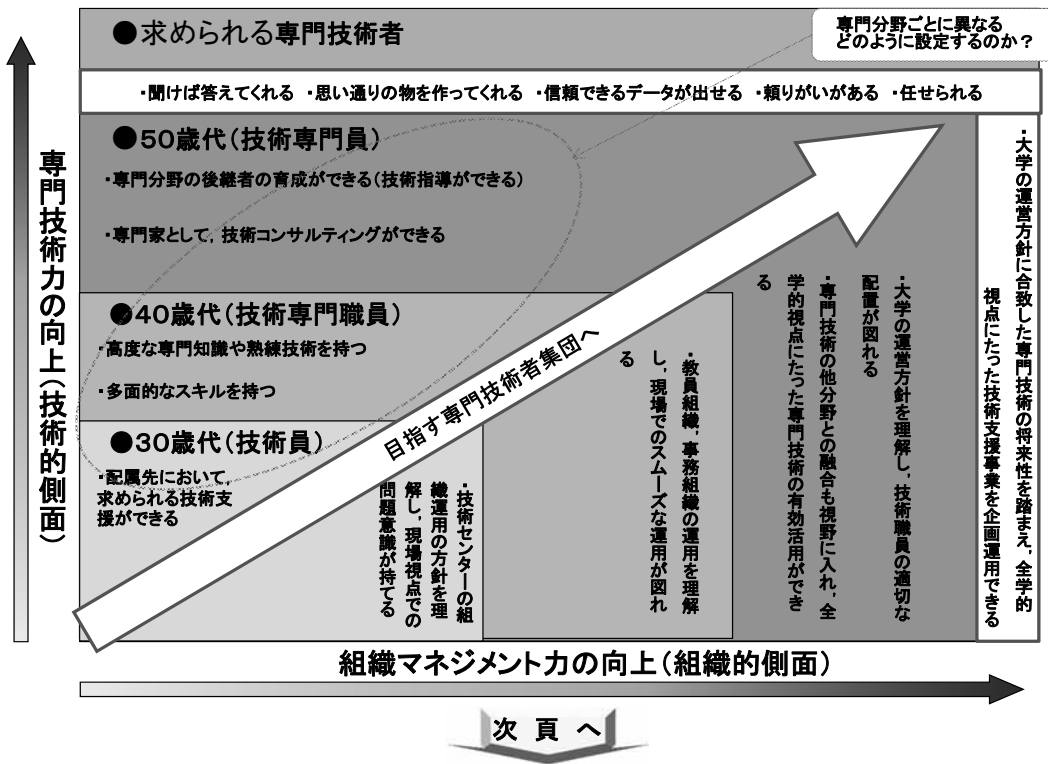 ●求められる専門技術者
専門分野ごとに異なる
どのように設定するのか？
・聞けば答えてくれる ・思い通りの物を作ってくれる ・信頼できるデータが出せる ・頼りがいがある ・任せられる
●50歳代（技術専門員）
・専門分野の後継者の育成ができる（技術指導ができる）
・専門家として，技術コンサルティングができる
●40歳代（技術専門職員）
・高度な専門知識や熟練技術を持つ
・多面的なスキルを持つ
●30歳代（技術員）
・配属先において，
求められる技術支
援ができる
専門技術力の向上（技術的側面）
目指す専門技術者集団へ
・技術センターの組
織運用の方針を理
解し，現場視点での
問題意識が持てる
・教員組織，事務組織の運用を理解
し，現場でのスムーズな運用が図れ
る
・大学の運営方針を理解し，技術職員の適切な
配置が図れる
・専門技術の他分野との融合も視野に入れ，全
学的視点にたった専門技術の有効活用ができ
る
・大学の運営方針に合致した専門技術の将来性を踏まえ，全学的
視点にたった技術支援事業を企画運用できる
組織マネジメント力の向上（組織的側面）
次 頁 へ